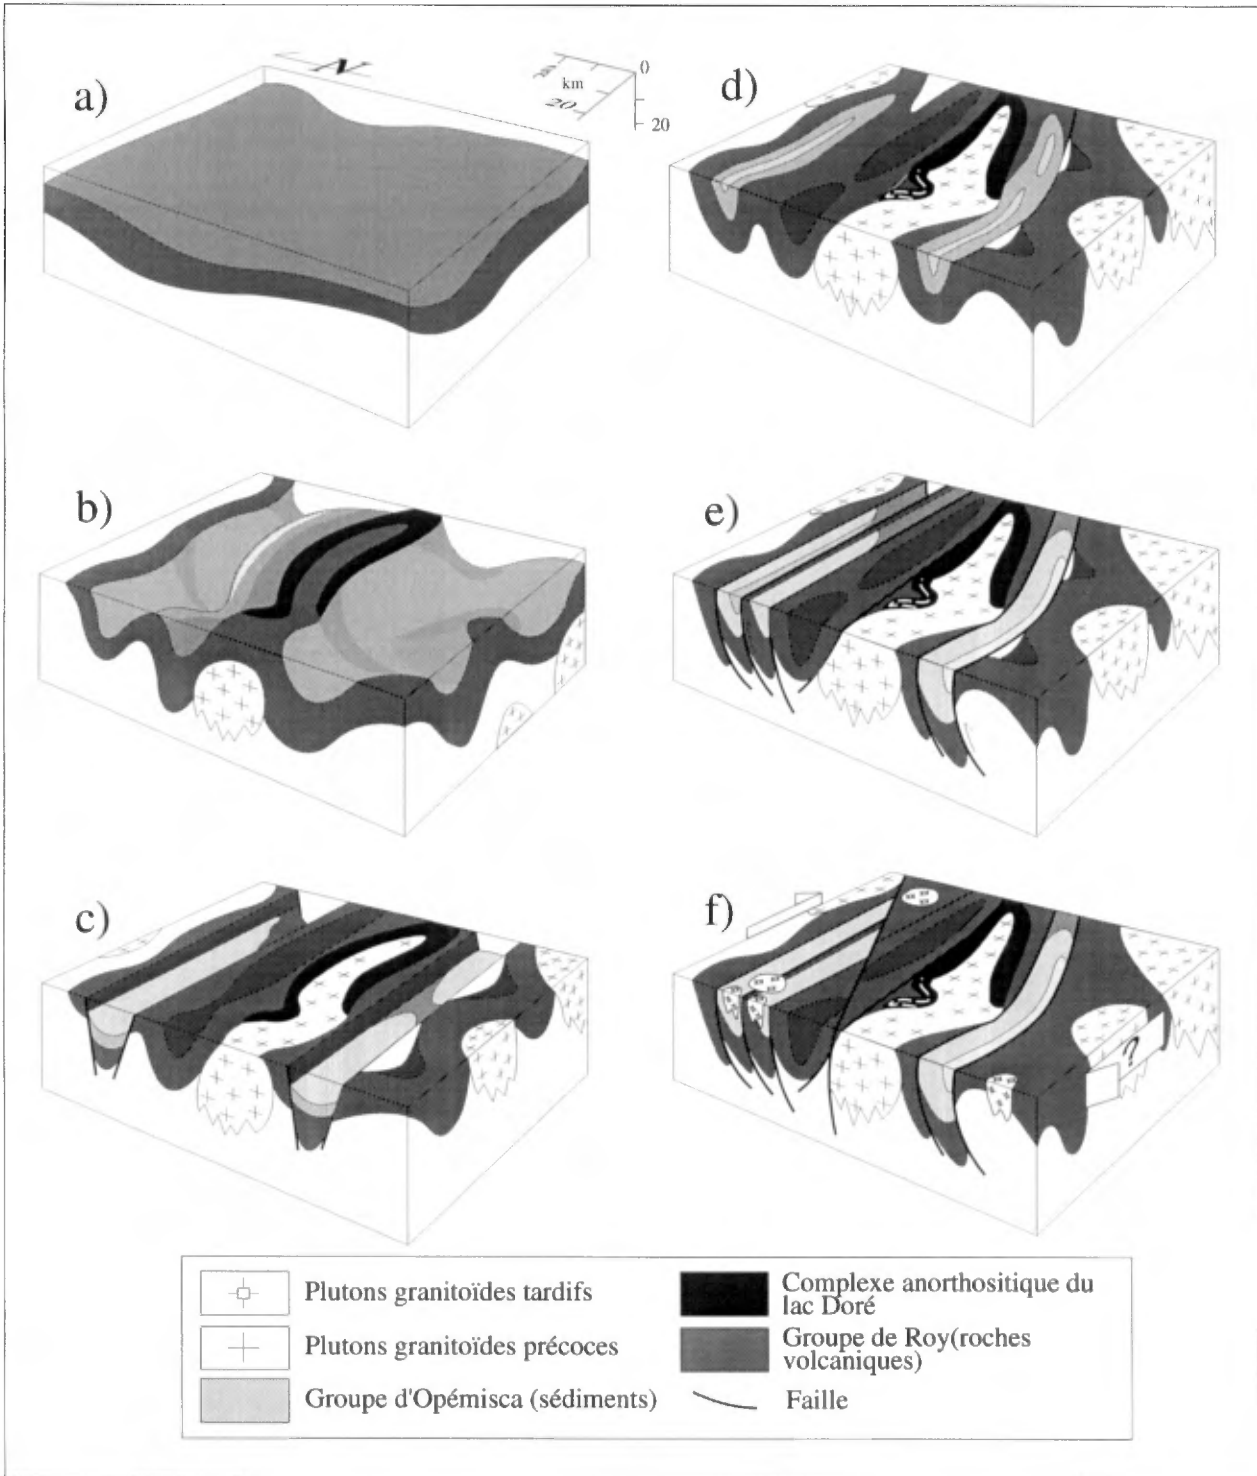 a)
N
0
km
20
20
d)
b)
e)
c)
f)
?
Plutons granitoïdes tardifs
Plutons granitoïdes précoces
Groupe d'Opémisca (sédiments)
Complexe anorthositique du
lac Doré
Groupe de Roy(roches
volcaniques)
Faille